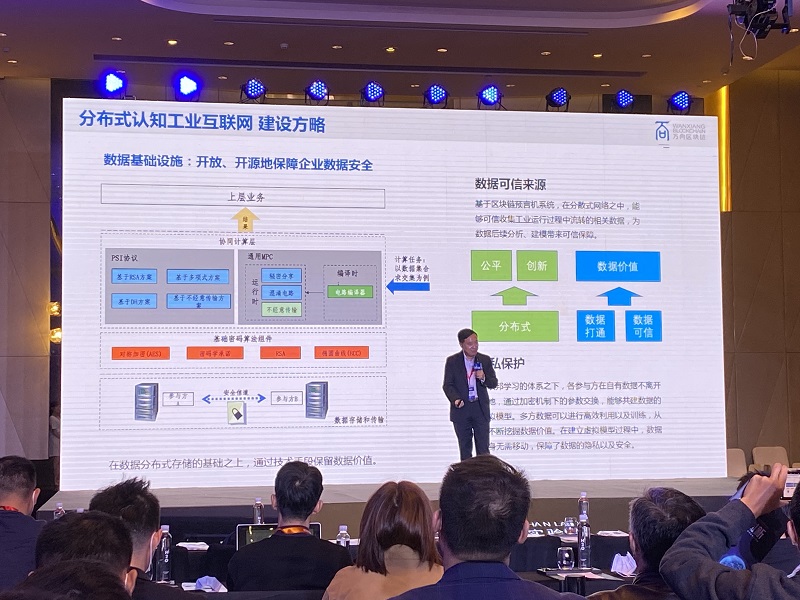 分布式认知工业互联网 建设方略
WANXIANG
BLOCKCHAIN
万向区块链
数据基础设施：开放、开源地保障企业数据安全
上层业务
结果
协同计算层
PSI协议
基于RSA方案
基于多项式方案
基于DH方案
基于不经意传输方案
通用MPC
运行时
秘密分享
混淆电路
不经意传输
编译时
电路编译器
计算任务：
以数据集合
求交集为例
基础密码算法组件
对称加密(AES)
密码学承诺
RSA
椭圆曲线(ECC)
参与方
A
安全信道
参与方B
数据存储和传输
在数据分布式存储的基础之上，通过技术手段保留数据价值。
数据可信来源
基于区块链预言机系统，在分散式网络之中，能
够可信收集工业运行过程中流转的相关数据，为
数据后续分析、建模带来可信保障。
公平
创新
数据价值
分布式
数据
打通
数据
可信
私保护
邦学习的体系之下，各参与方在自有数据不离开
地，通过加密机制下的参数交换，能够共建数据的
拟模型。多方数据可以进行高效利用以及训练，从
不断挖掘数据价值。在建立虚拟模型过程中，数据
身无需移动，保障了数据的隐私以及安全。